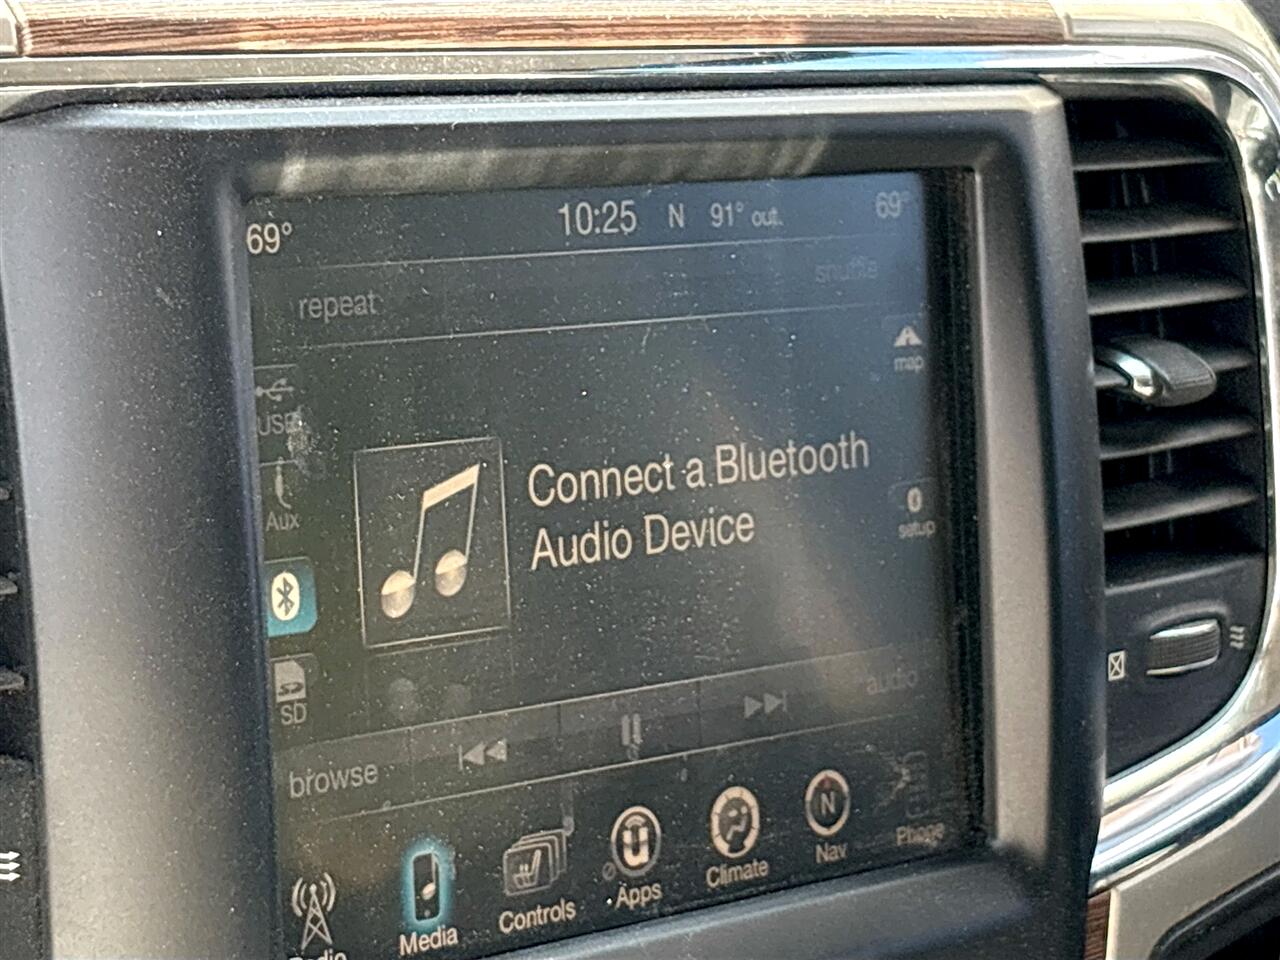 69° 10:25 N 91° out. 69°
repeat shuffle
map
USB
Connect a Bluetooth
Audio Device
Aux
setup
SD
audio
browse
Radio Media Controls Apps Climate N Nav Phone